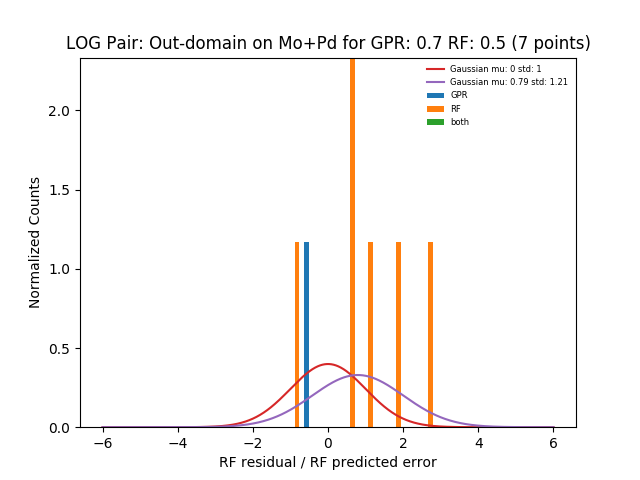 LOG Pair: Out-domain on Mo+Pd for GPR: 0.7 RF: 0.5 (7 points)
Gaussian mu: 0 std: 1
Gaussian mu: 0.79 std: 1.21
GPR
RF
both
2.0
1.5
1.0
0.5
0.0
Normalized Counts
−6 −4 −2 0 2 4 6
RF residual / RF predicted error